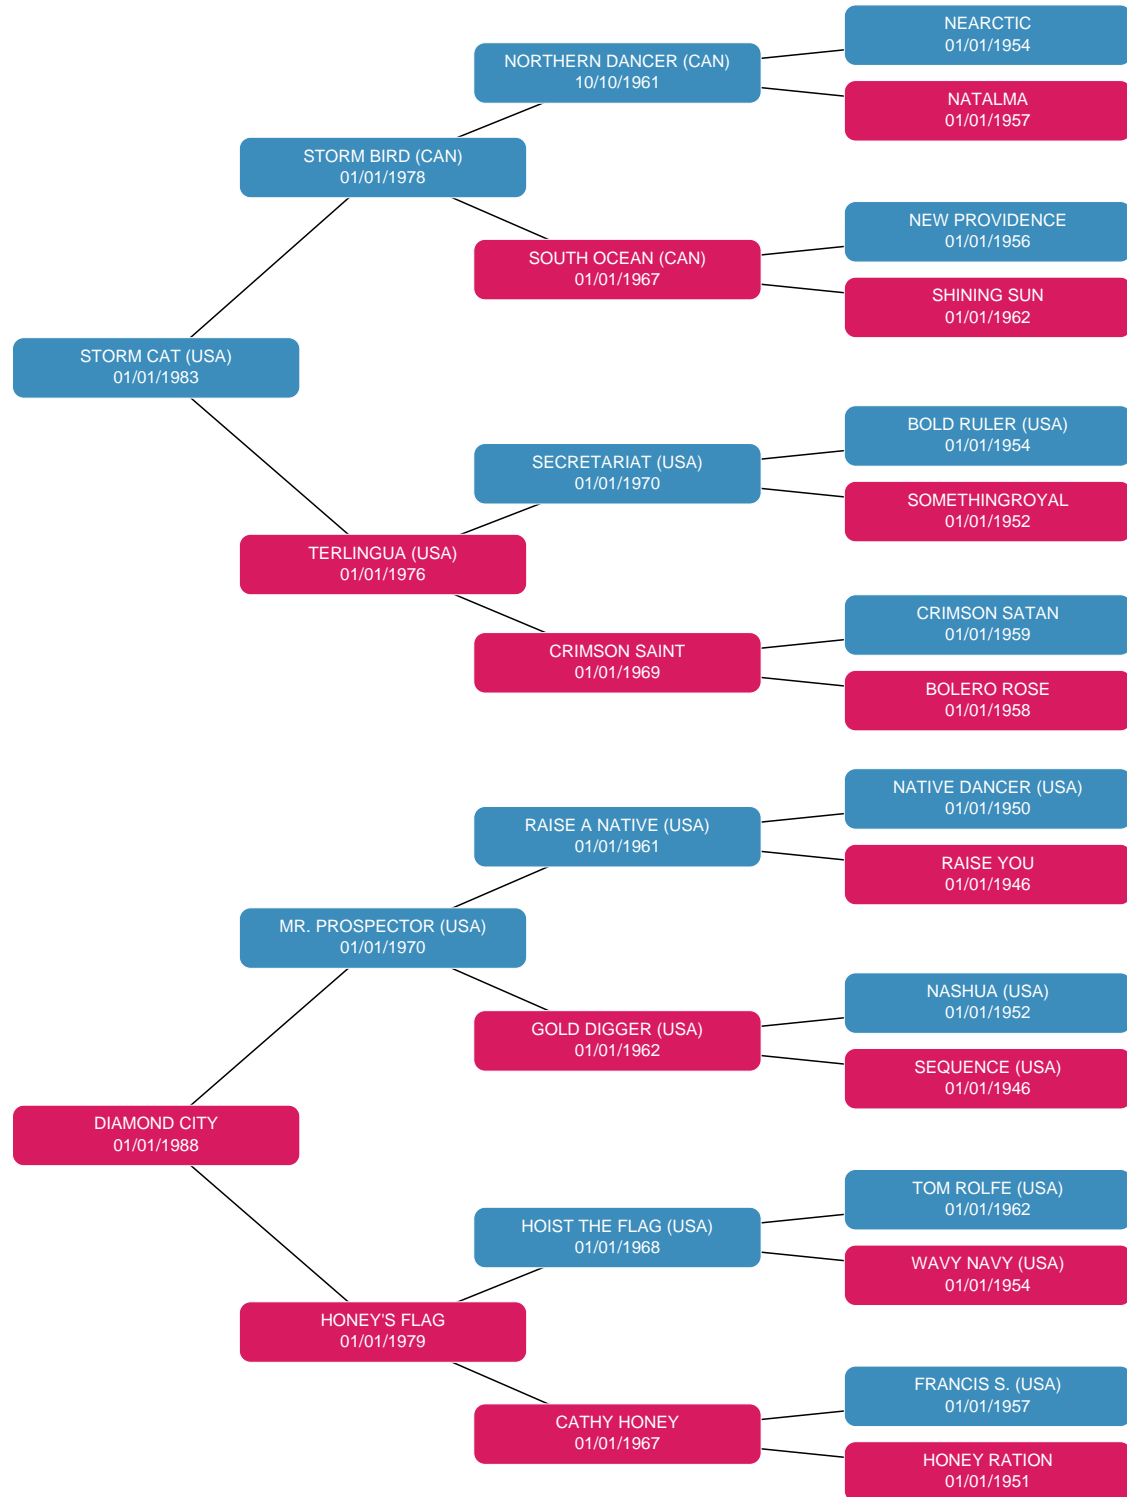 NEARCTIC
01/01/1954
NORTHERN DANCER (CAN)
10/10/1961
NATALMA
01/01/1957
STORM BIRD (CAN)
01/01/1978
NEW PROVIDENCE
01/01/1956
SOUTH OCEAN (CAN)
01/01/1967
SHINING SUN
01/01/1962
STORM CAT (USA)
01/01/1983
BOLD RULER (USA)
01/01/1954
SECRETARIAT (USA)
01/01/1970
SOMETHINGROYAL
01/01/1952
TERLINGUA (USA)
01/01/1976
CRIMSON SATAN
01/01/1959
CRIMSON SAINT
01/01/1969
BOLERO ROSE
01/01/1958
NATIVE DANCER (USA)
01/01/1950
RAISE A NATIVE (USA)
01/01/1961
RAISE YOU
01/01/1946
MR. PROSPECTOR (USA)
01/01/1970
NASHUA (USA)
01/01/1952
GOLD DIGGER (USA)
01/01/1962
SEQUENCE (USA)
01/01/1946
DIAMOND CITY
01/01/1988
TOM ROLFE (USA)
01/01/1962
HOIST THE FLAG (USA)
01/01/1968
WAVY NAVY (USA)
01/01/1954
HONEY'S FLAG
01/01/1979
FRANCIS S. (USA)
01/01/1957
CATHY HONEY
01/01/1967
HONEY RATION
01/01/1951